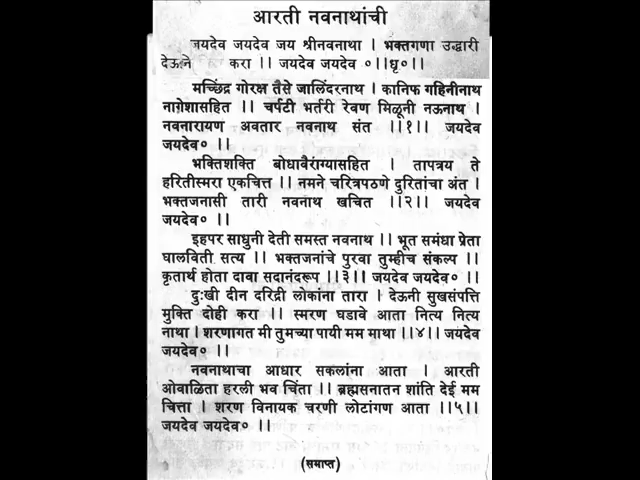 आरती नवनाथांची
जयदेव जयदेव जय श्रीनवनाथा । भक्तगणा उद्धारी
देऊनी करा ।। जयदेव जयदेव ०॥धृ०॥
मच्छिंद्र गोरक्ष तैसे जालिंदरनाथ । कानिफ गहिनीनाथ
नागेशासहित ।। चर्पटी भर्तरी रेवण मिळूनी नऊनाथ ।
नवनारायण अवतार नवनाथ संत ।।१।। जयदेव
जयदेव० ।।
भक्तिशक्ति बोधावैराग्यासहित । तापत्रय ते
हरितीस्मरा एकचित्त ।। नमने चरित्रपठणे दुरितांचा अंत ।
भक्तजनासी तारी नवनाथ खचित ।।२।। जयदेव
जयदेव० ।।
इहपर साधुनी देती समस्त नवनाथ ।। भूत समंधा प्रेता
घालविती सत्य ।। भक्तजनांचे पुरवा तुम्हीच संकल्प ।।
कृतार्थ होता दावा सदानंदरूप ।।३।। जयदेव जयदेव० ।।
दुःखी दीन दरिद्री लोकांना तारा । देऊनी सुखसंपत्ति
मुक्ति दोही करा ।। स्मरण घडावे आता नित्य नित्य
नाथा । शरणागत मी तुमच्या पायी मम माथा ।।४।। जयदेव
जयदेव० ।।
नवनाथाचा आधार सकलांना आता । आरती
ओवाळिता हरली भव चिंता ।। ब्रह्मसनातन शांति देई मम
चित्ता । शरण विनायक चरणी लोटांगण आता ।।५।।
जयदेव जयदेव० ।।
(समाप्त)